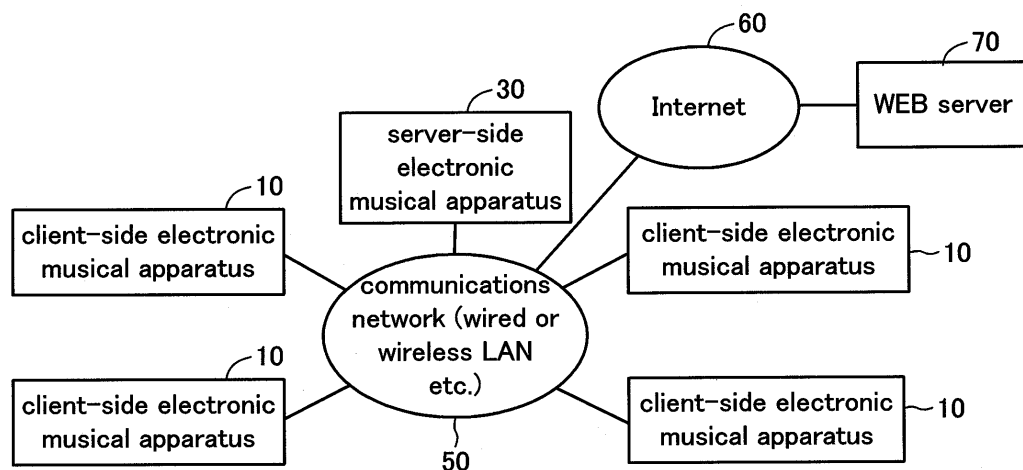 60
70
Internet
WEB server
30
server-side
electronic
musical apparatus
10
client-side electronic
musical apparatus
client-side electronic
musical apparatus
10
communications
network (wired or
wireless LAN
etc.)
50
10
client-side electronic
musical apparatus
client-side electronic
musical apparatus
10